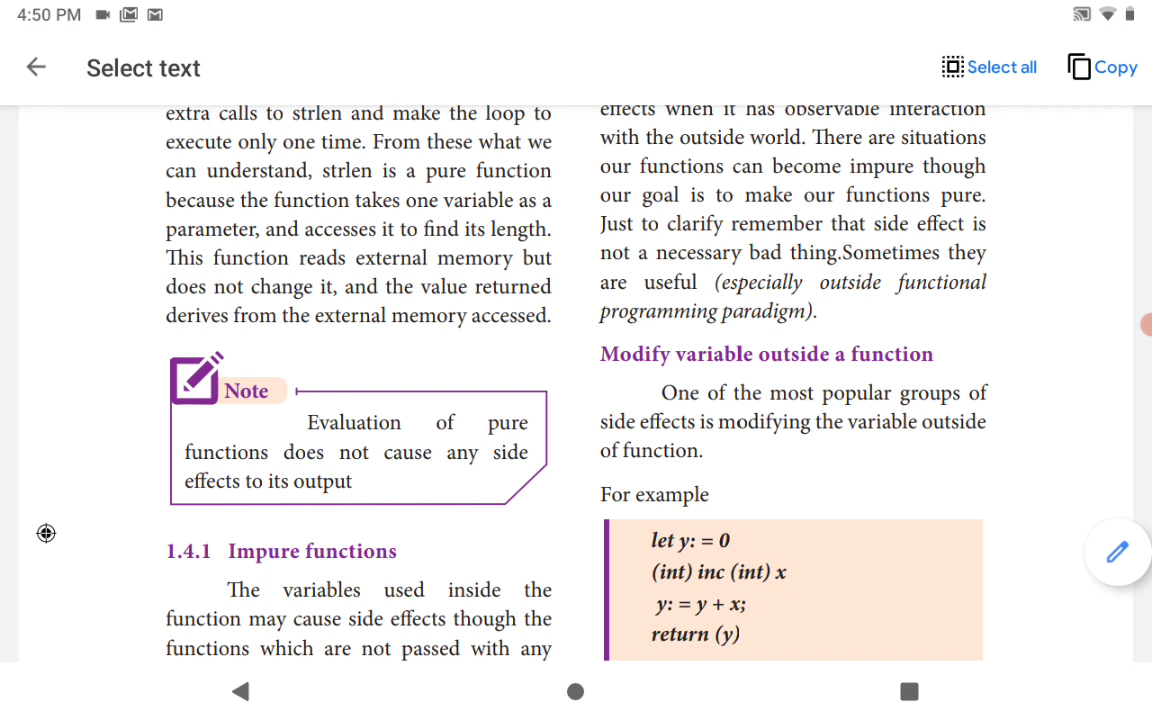 4:50 PM
Select text
Select all
Copy
extra calls to strlen and make the loop to
execute only one time. From these what we
can understand, strlen is a pure function
because the function takes one variable as a
parameter, and accesses it to find its length.
This function reads external memory but
does not change it, and the value returned
derives from the external memory accessed.
Note
Evaluation of pure
functions does not cause any side
effects to its output
1.4.1 Impure functions
The variables used inside the
function may cause side effects though the
functions which are not passed with any
effects when it has observable interaction
with the outside world. There are situations
our functions can become impure though
our goal is to make our functions pure.
Just to clarify remember that side effect is
not a necessary bad thing.Sometimes they
are useful (especially outside functional
programming paradigm).
Modify variable outside a function
One of the most popular groups of
side effects is modifying the variable outside
of function.
For example
let y: = 0
(int) inc (int) x
y: = y + x;
return (y)